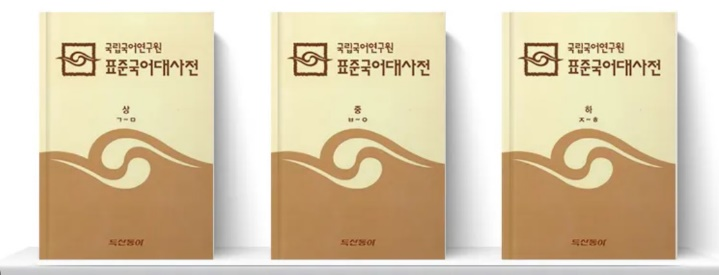 국립국어연구원
표준국어대사전
상
ㄱ~ㅁ
두산동아
국립국어연구원
표준국어대사전
중
ㅂ~ㅇ
두산동아
국립국어연구원
표준국어대사전
하
ㅈ~ㅎ
두산동아